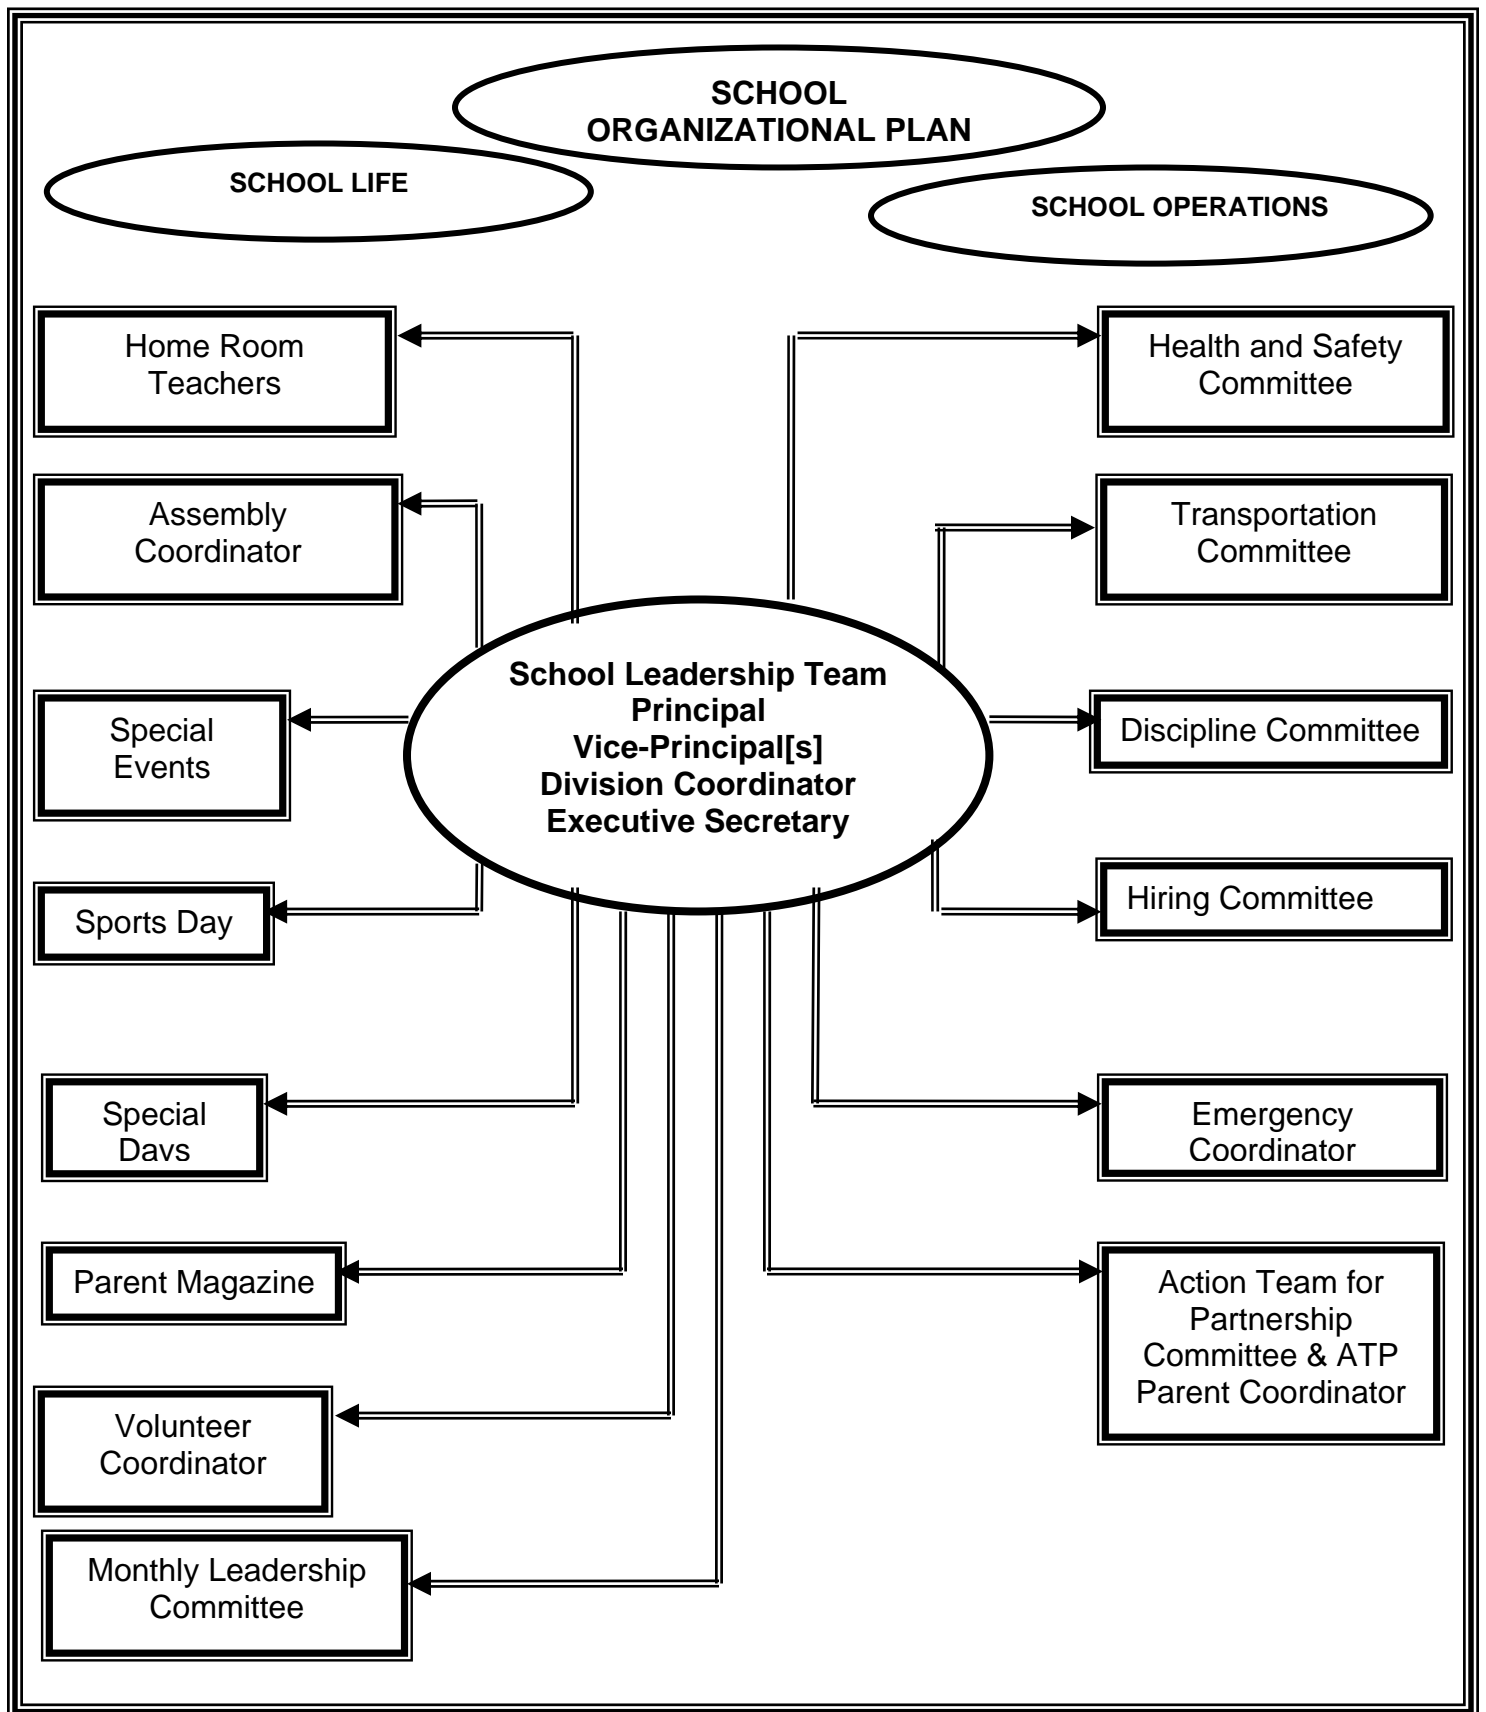 SCHOOL
ORGANIZATIONAL PLAN
SCHOOL LIFE
SCHOOL OPERATIONS
Home Room
Teachers
Health and Safety
Committee
Assembly
Coordinator
Transportation
Committee
School Leadership Team
Principal
Vice-Principal[s]
Division Coordinator
Executive Secretary
Special
Events
Discipline Committee
Sports Day
Hiring Committee
Special
Days
Emergency
Coordinator
Parent Magazine
Action Team for
Partnership
Committee & ATP
Parent Coordinator
Volunteer
Coordinator
Monthly Leadership
Committee